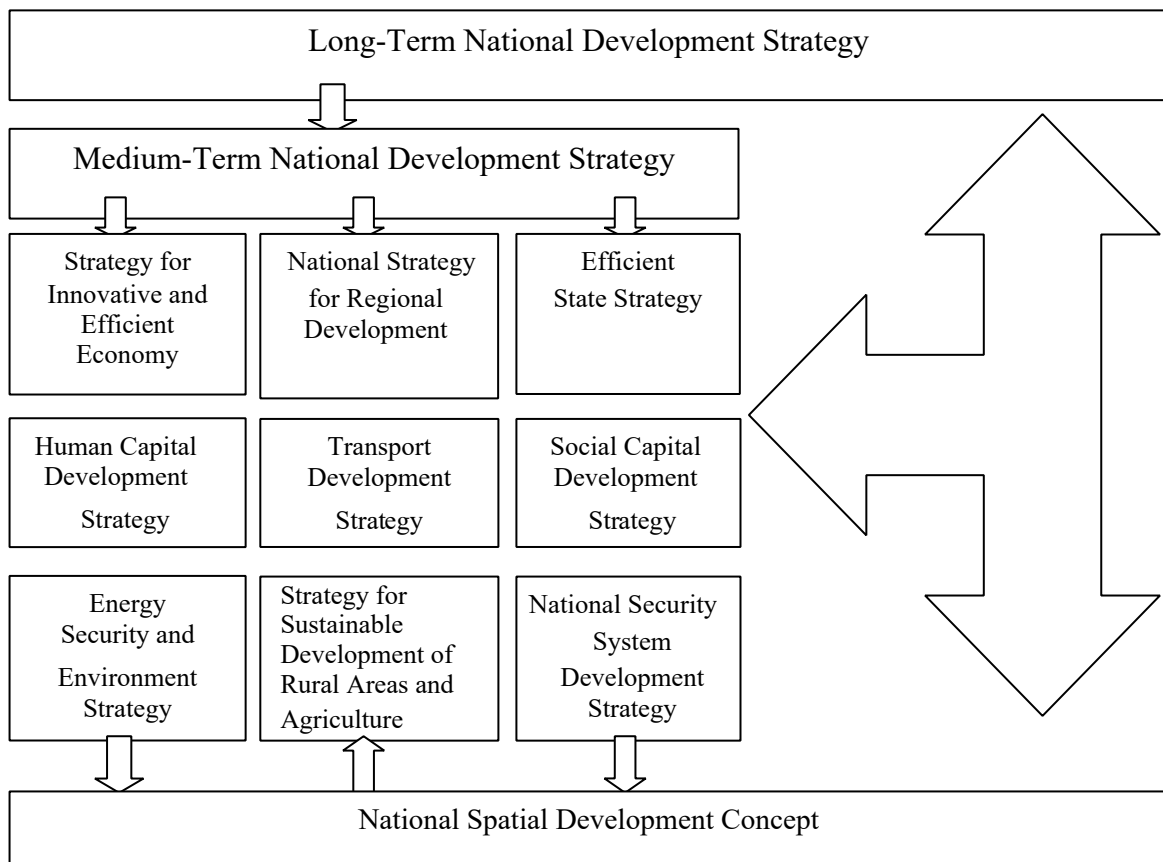 Long-Term National Development Strategy
Medium-Term National Development Strategy
Strategy for
Innovative and
Efficient
Economy
National Strategy
for Regional
Development
Efficient
State Strategy
Human Capital
Development
Strategy
Transport
Development
Strategy
Social Capital
Development
Strategy
Energy
Security and
Environment
Strategy
Strategy for
Sustainable
Development of
Rural Areas and
Agriculture
National Security
System
Development
Strategy
National Spatial Development Concept